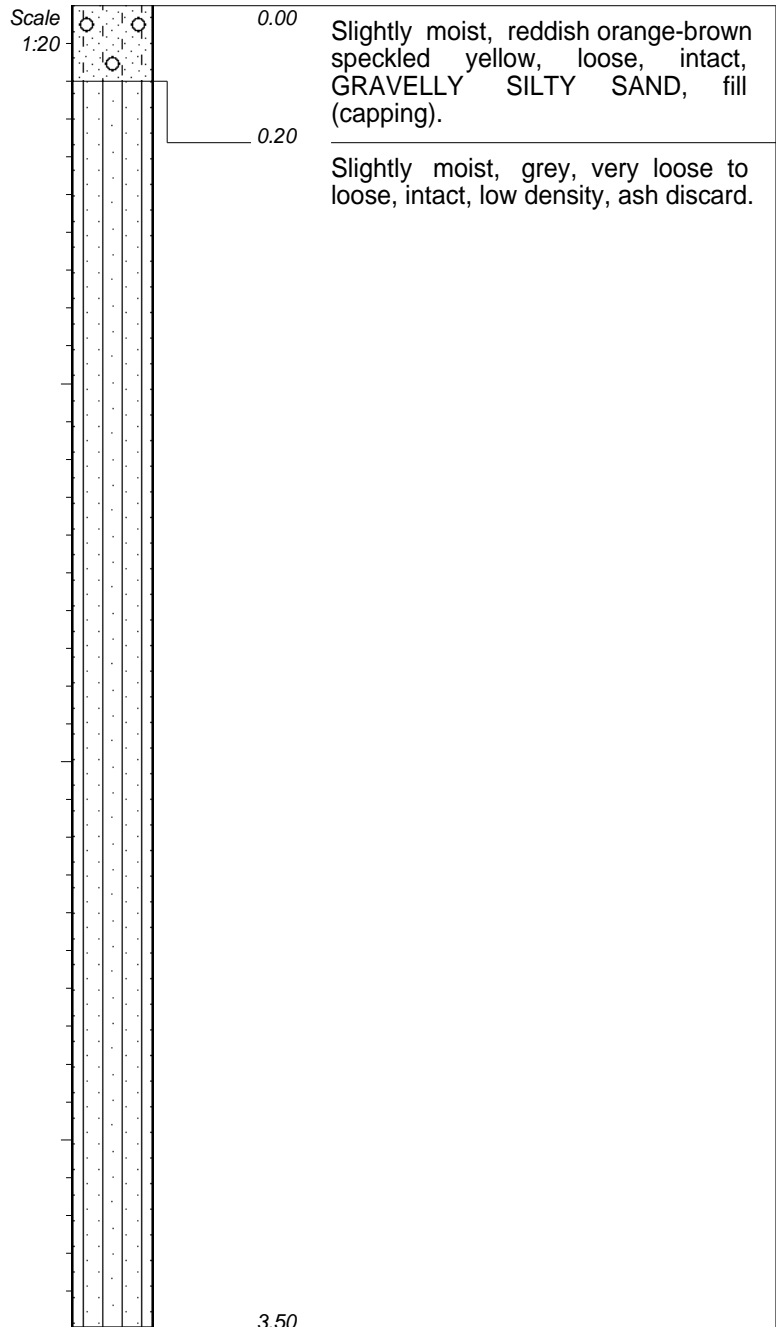 Scale
1:20
0.00
Slightly moist, reddish orange-brown
speckled yellow, loose, intact,
GRAVELLY SILTY SAND, fill
(capping).
0.20
Slightly moist, grey, very loose to
loose, intact, low density, ash discard.
3.50